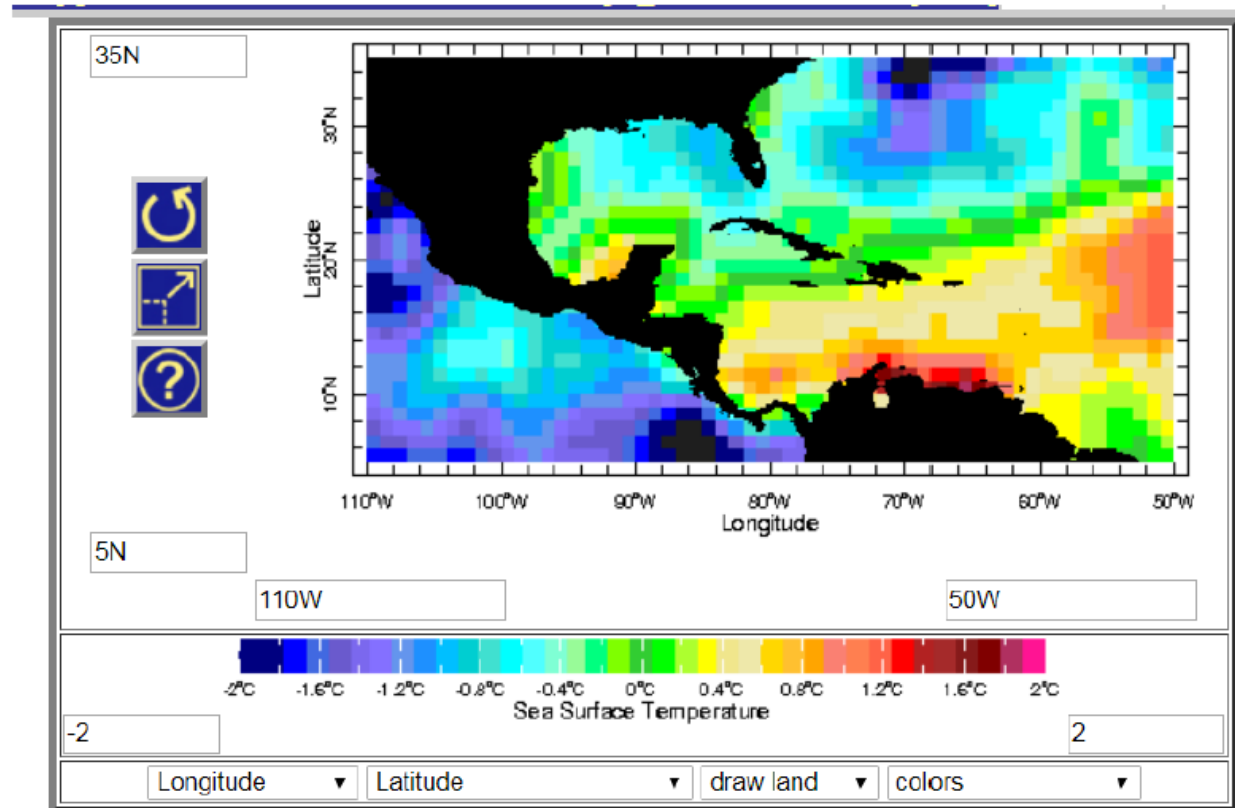 35N
30°N
20°N
10°N
Latitude
110°W 100°W 90°W 80°W 70°W 60°W 50°W
Longitude
?
5N
110W 50W
-2°C -1.6°C -1.2°C -0.8°C -0.4°C 0°C 0.4°C 0.8°C 1.2°C 1.6°C 2°C
Sea Surface Temperature
-2 2
Longitude Latitude draw land colors